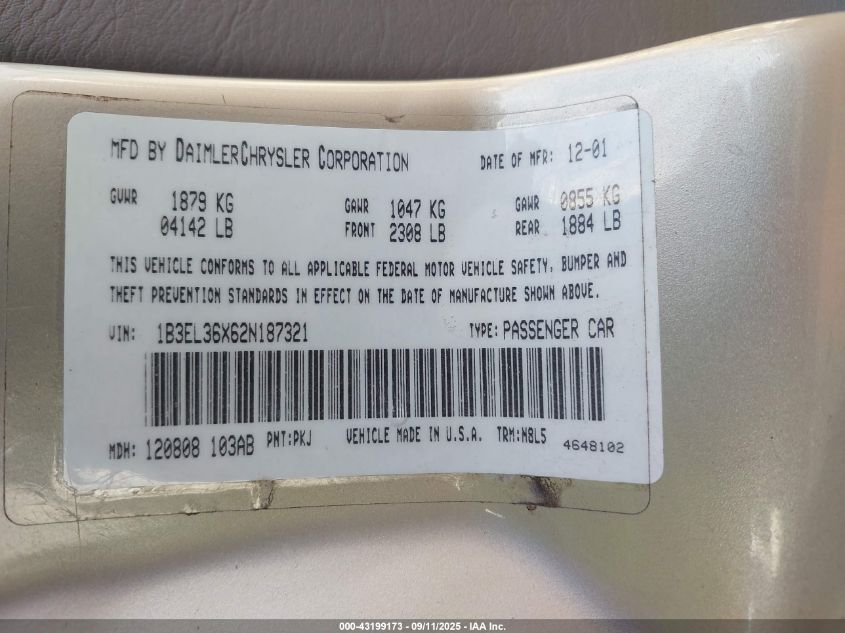 MFD BY DAIMLERCHRYSLER CORPORATION DATE OF MFR: 12-01
GVWR 1879 KG GAWR 1047 KG GAWR 0855 KG
04142 LB FRONT 2308 LB REAR 1884 LB
THIS VEHICLE CONFORMS TO ALL APPLICABLE FEDERAL MOTOR VEHICLE SAFETY, BUMPER AND
THEFT PREVENTION STANDARDS IN EFFECT ON THE DATE OF MANUFACTURE SHOWN ABOVE.
VIN: 1B3EL36X62N187321 TYPE: PASSENGER CAR
MDH: 120808 103AB PNT:PKJ VEHICLE MADE IN U.S.A. TRM:N8L5 4648102
000-43199173 - 09/11/2025 - IAA Inc.